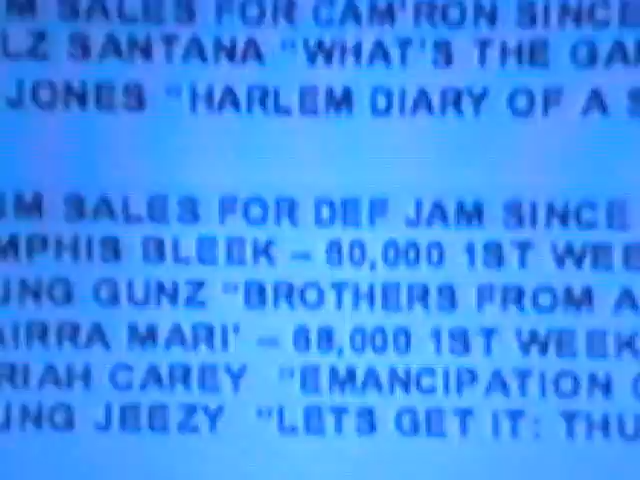 M SALES FOR CAM'RON SINCE
LZ SANTANA "WHAT'S THE GA
JONES "HARLEM DIARY OF A S
M SALES FOR DEF JAM SINCE
MPHIS BLEEK - 80,000 1ST WEE
UNG GUNZ "BROTHERS FROM A
AIRRA MARI' - 68,000 1ST WEEK
RIAH CAREY "EMANCIPATION
UNG JEEZY "LETS GET IT: THU